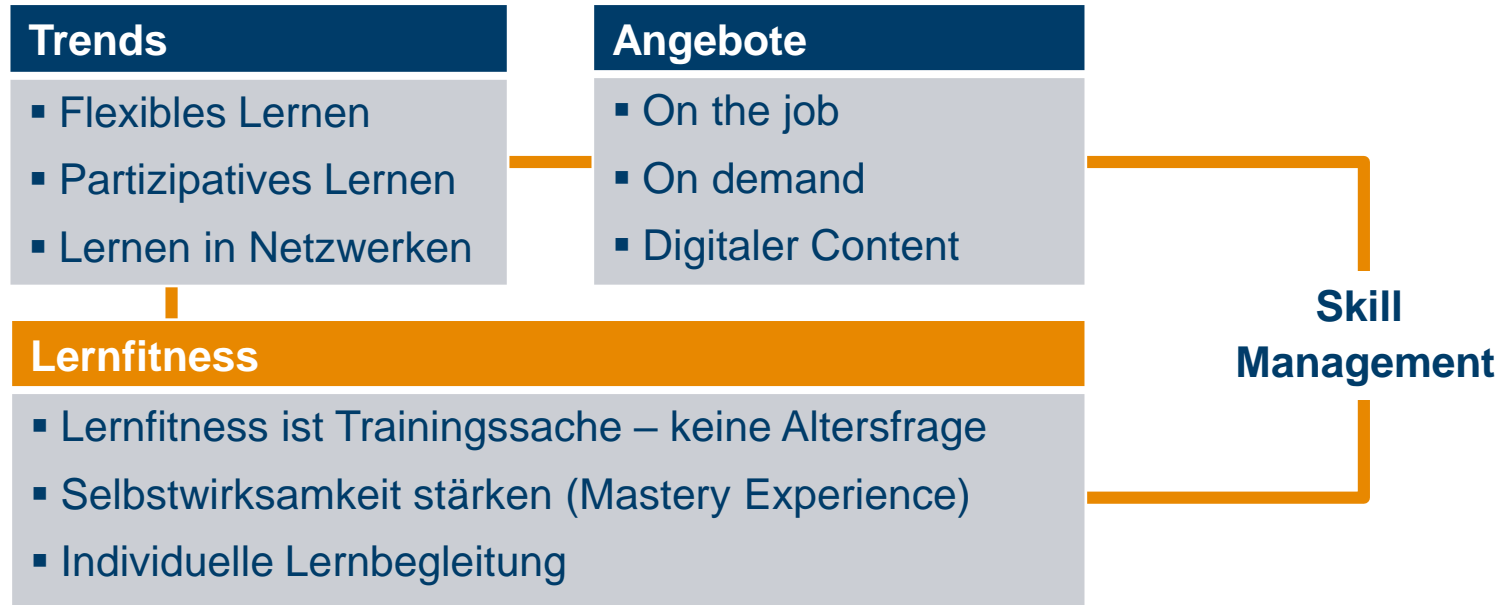 Trends
▪ Flexibles Lernen
▪ Partizipatives Lernen
▪ Lernen in Netzwerken
Angebote
▪ On the job
▪ On demand
▪ Digitaler Content
Lernfitness
▪ Lernfitness ist Trainingssache – keine Altersfrage
▪ Selbstwirksamkeit stärken (Mastery Experience)
▪ Individuelle Lernbegleitung
Skill
Management